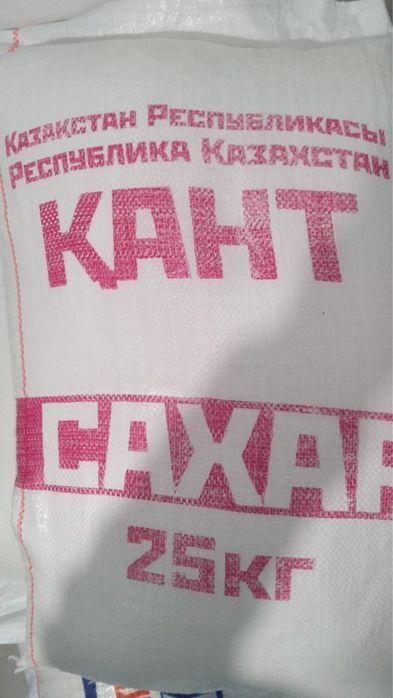 Қазақстан Республикасы
Республика Казахстан
ҚАНТ
САХАР
25кг